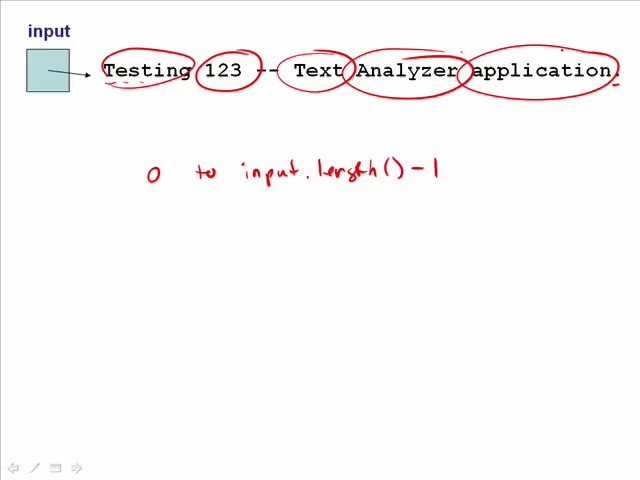 input
Testing 123 -- Text Analyzer application.
0 to input.length() - 1